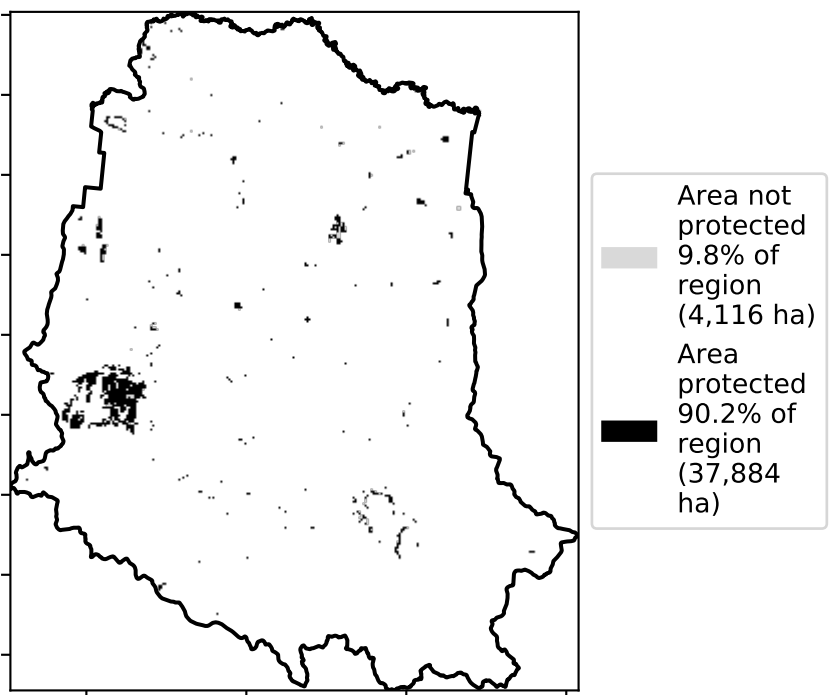 Area not
protected
9.8% of
region
(4,116 ha)
Area
protected
90.2% of
region
(37,884
ha)